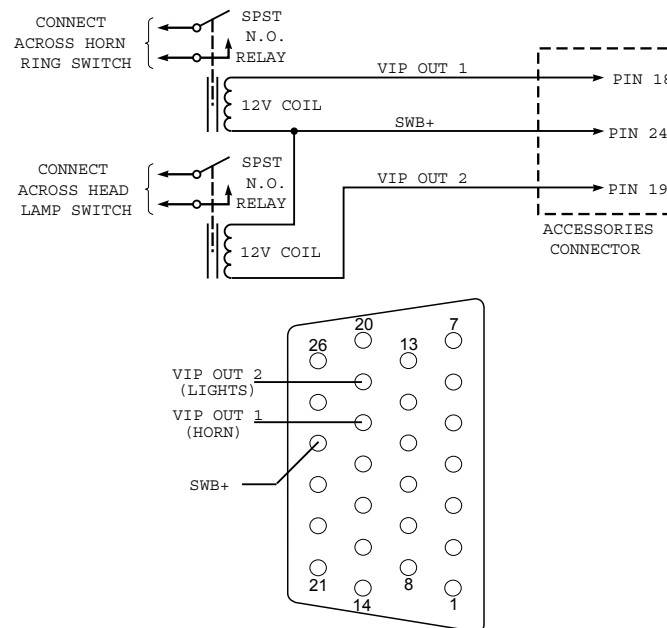 CONNECT
ACROSS HORN
RING SWITCH
SPST
N.O.
RELAY
12V COIL
VIP OUT 1
PIN 18
SWB+
PIN 24
CONNECT
ACROSS HEAD
LAMP SWITCH
SPST
N.O.
RELAY
12V COIL
VIP OUT 2
PIN 19
ACCESSORIES
CONNECTOR
20
7
26
13
VIP OUT 2
(LIGHTS)
VIP OUT 1
(HORN)
SWB+
21
8
14
1